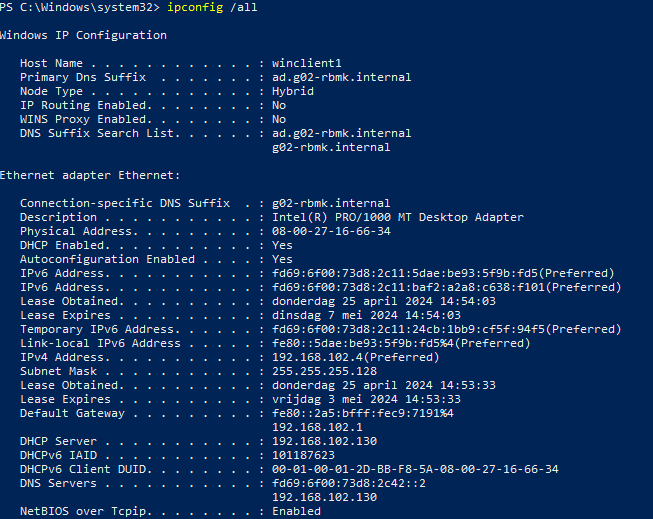 PS C:\Windows\system32> ipconfig /all
Windows IP Configuration
Host Name . . . . . . . . . . . . : winclient1
Primary Dns Suffix  . . . . . . . : ad.g02-rbmk.internal
Node Type . . . . . . . . . . . . : Hybrid
IP Routing Enabled. . . . . . . . : No
WINS Proxy Enabled. . . . . . . . : No
DNS Suffix Search List. . . . . . : ad.g02-rbmk.internal
g02-rbmk.internal
Ethernet adapter Ethernet:
Connection-specific DNS Suffix  . : g02-rbmk.internal
Description . . . . . . . . . . . : Intel(R) PRO/1000 MT Desktop Adapter
Physical Address. . . . . . . . . : 08-00-27-16-66-34
DHCP Enabled. . . . . . . . . . . : Yes
Autoconfiguration Enabled . . . . : Yes
IPv6 Address. . . . . . . . . . . : fd69:6f00:73d8:2c11:5dae:be93:5f9b:fd5(Preferred)
IPv6 Address. . . . . . . . . . . : fd69:6f00:73d8:2c11:baf2:a2a8:c638:f101(Preferred)
Lease Obtained. . . . . . . . . . : donderdag 25 april 2024 14:54:03
Lease Expires . . . . . . . . . . : dinsdag 7 mei 2024 14:54:03
Temporary IPv6 Address. . . . . . : fd69:6f00:73d8:2c11:24cb:1bb9:cf5f:94f5(Preferred)
Link-local IPv6 Address . . . . . : fe80::5dae:be93:5f9b:fd5%4(Preferred)
IPv4 Address. . . . . . . . . . . : 192.168.102.4(Preferred)
Subnet Mask . . . . . . . . . . . : 255.255.255.128
Lease Obtained. . . . . . . . . . : donderdag 25 april 2024 14:53:33
Lease Expires . . . . . . . . . . : vrijdag 3 mei 2024 14:53:33
Default Gateway . . . . . . . . . : fe80::2a5:bfff:fec9:7191%4
192.168.102.1
DHCP Server . . . . . . . . . . . : 192.168.102.130
DHCPv6 IAID . . . . . . . . . . . : 101187623
DHCPv6 Client DUID. . . . . . . . : 00-01-00-01-2D-BB-F8-5A-08-00-27-16-66-34
DNS Servers . . . . . . . . . . . : fd69:6f00:73d8:2c42::2
192.168.102.130
NetBIOS over Tcpip. . . . . . . . : Enabled